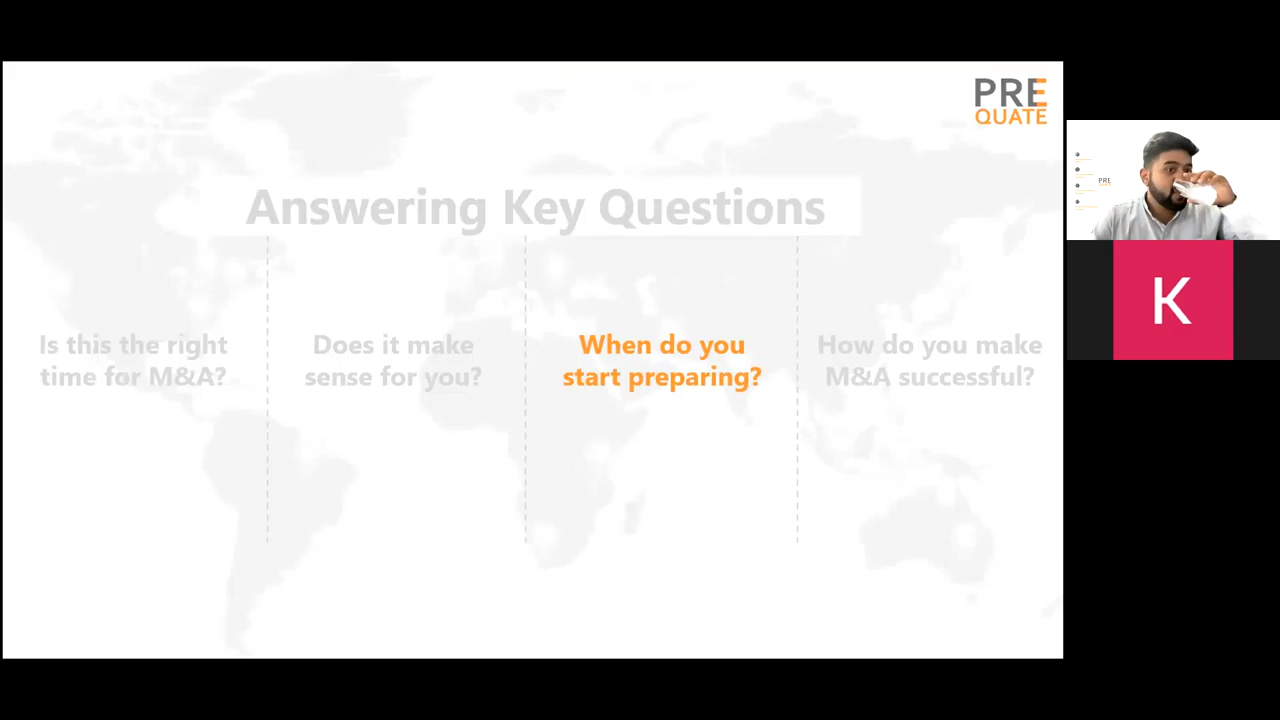 PRE
QUATE
Answering Key Questions
Is this the right
time for M&A?
Does it make
sense for you?
When do you
start preparing?
How do you make
M&A successful?
PRE
K